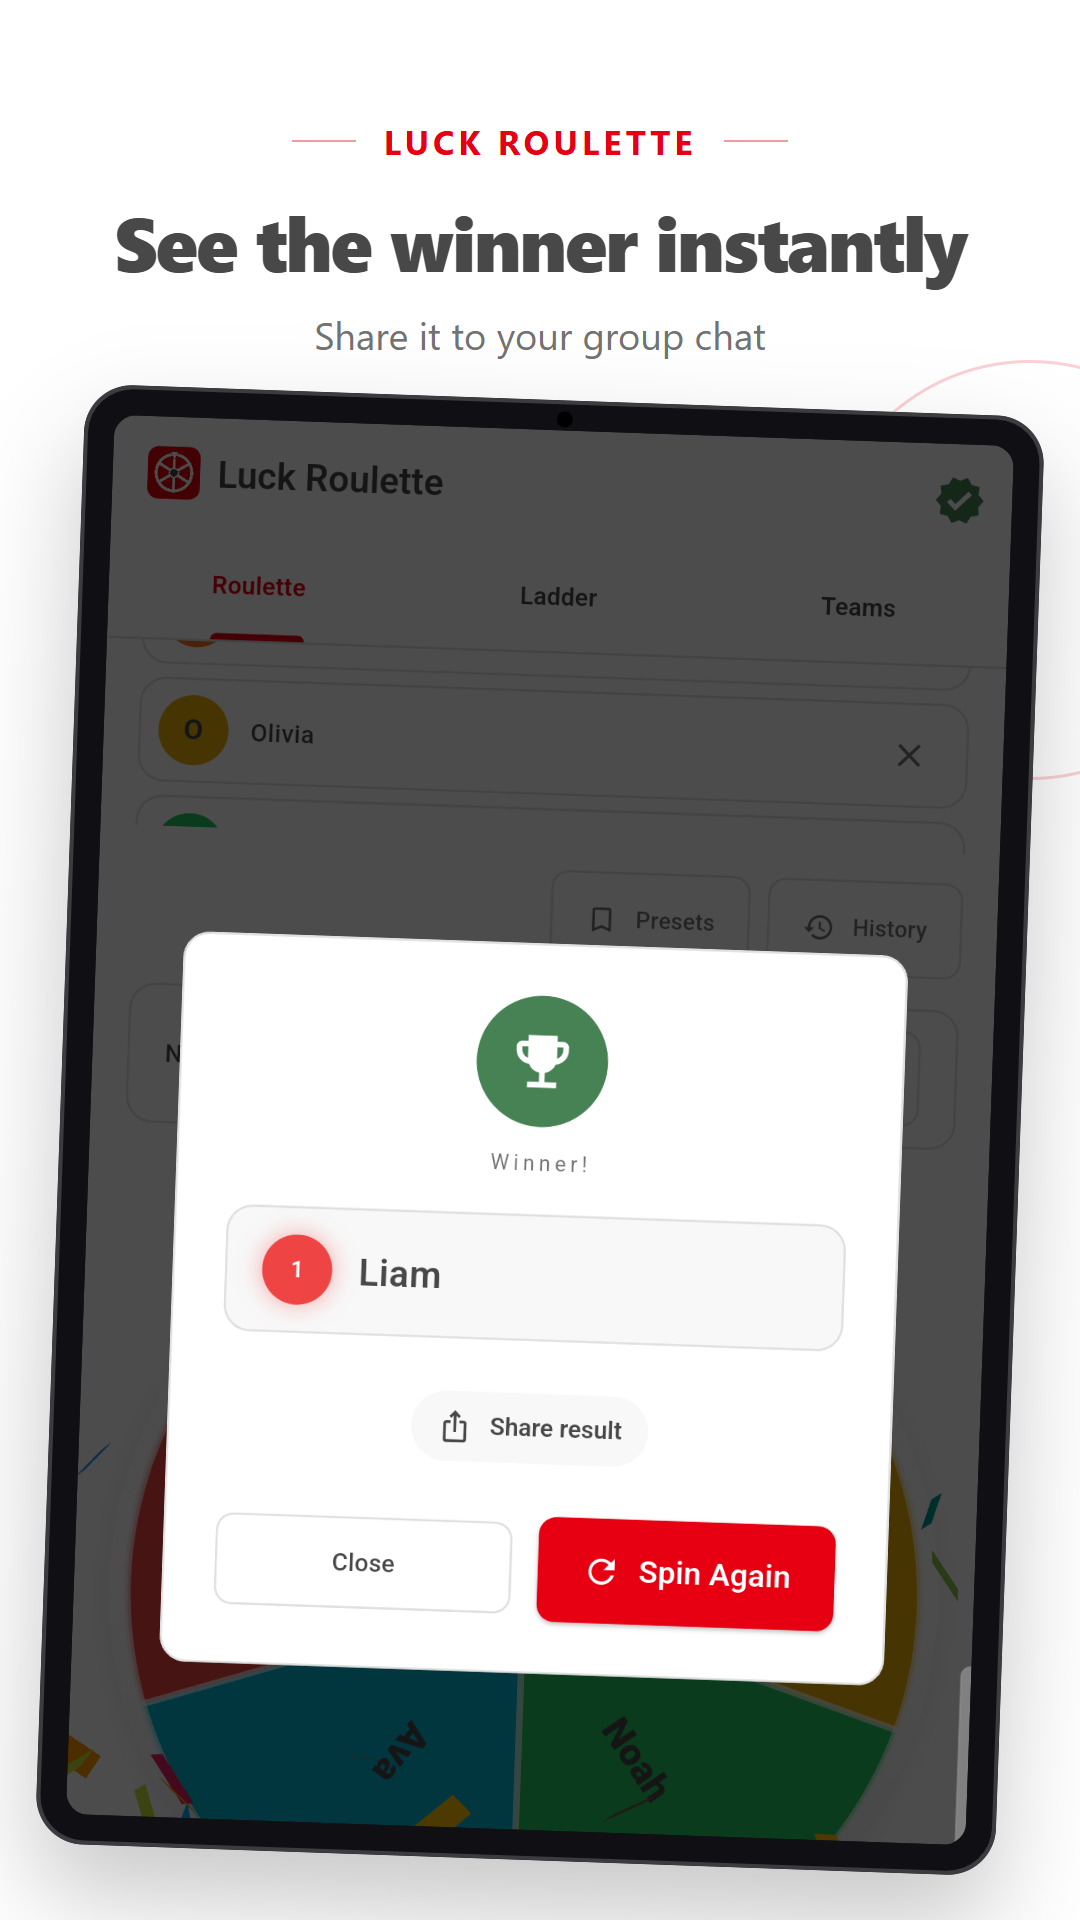 LUCK ROULETTE
See the winner instantly
Share it to your group chat
Luck Roulette
Roulette Ladder Teams
O Olivia
Presets History
N
Winner!
1 Liam
Share result
Close Spin Again
Ava Noah